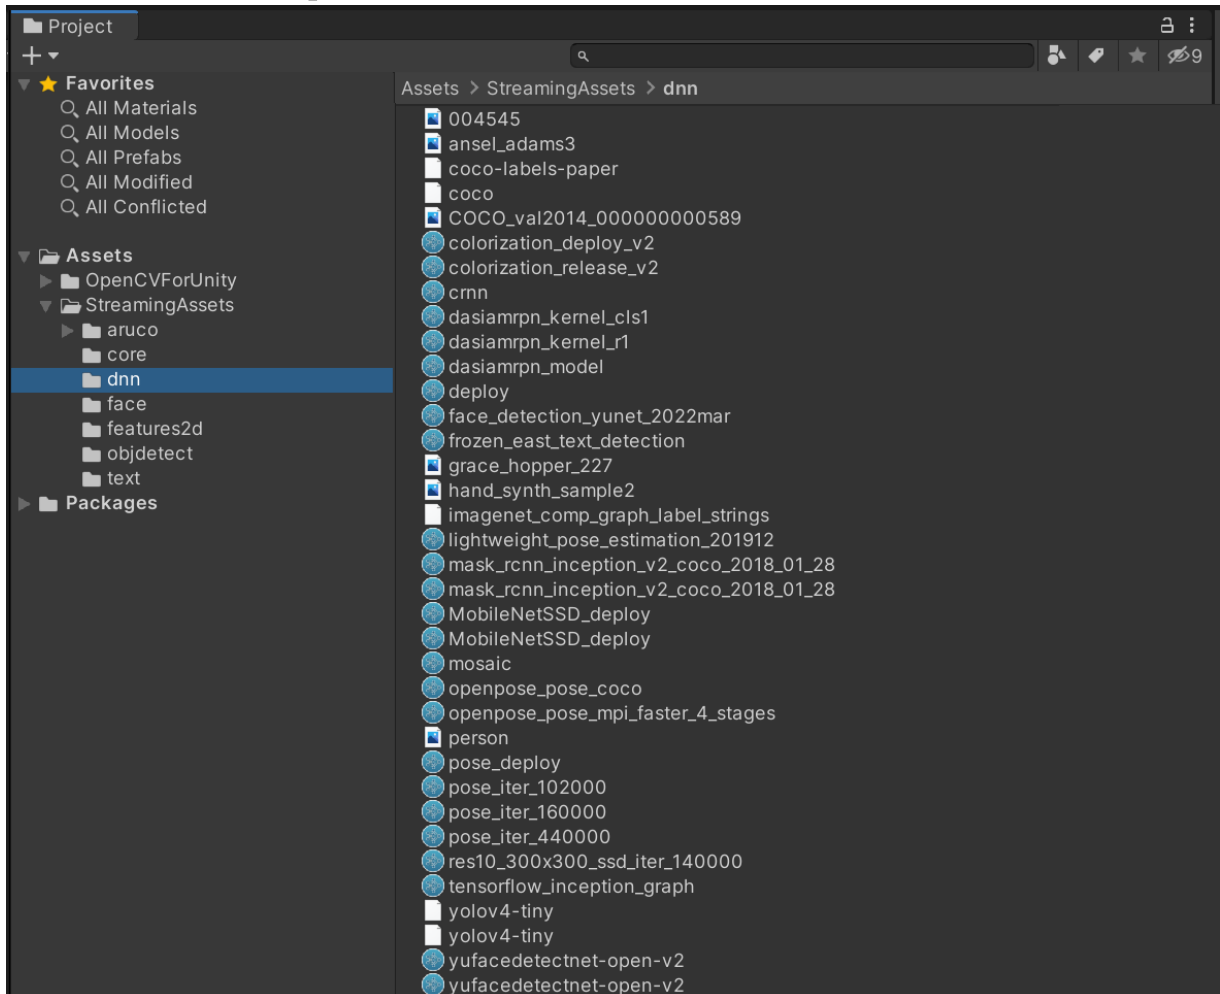 Project
9
Favorites
All Materials
All Models
All Prefabs
All Modified
All Conflicted
Assets
OpenCVForUnity
StreamingAssets
aruco
core
dnn
face
features2d
objdetect
text
Packages
Assets > StreamingAssets > dnn
004545
ansel_adams3
coco-labels-paper
coco
COCO_val2014_000000000589
colorization_deploy_v2
colorization_release_v2
crnn
dasiamrpn_kernel_cls1
dasiamrpn_kernel_r1
dasiamrpn_model
deploy
face_detection_yunet_2022mar
frozen_east_text_detection
grace_hopper_227
hand_synth_sample2
imagenet_comp_graph_label_strings
lightweight_pose_estimation_201912
mask_rcnn_inception_v2_coco_2018_01_28
mask_rcnn_inception_v2_coco_2018_01_28
MobileNetSSD_deploy
MobileNetSSD_deploy
mosaic
openpose_pose_coco
openpose_pose_mpi_faster_4_stages
person
pose_deploy
pose_iter_102000
pose_iter_160000
pose_iter_440000
res10_300x300_ssd_iter_140000
tensorflow_inception_graph
yolov4-tiny
yolov4-tiny
yufacedetectnet-open-v2
yufacedetectnet-open-v2